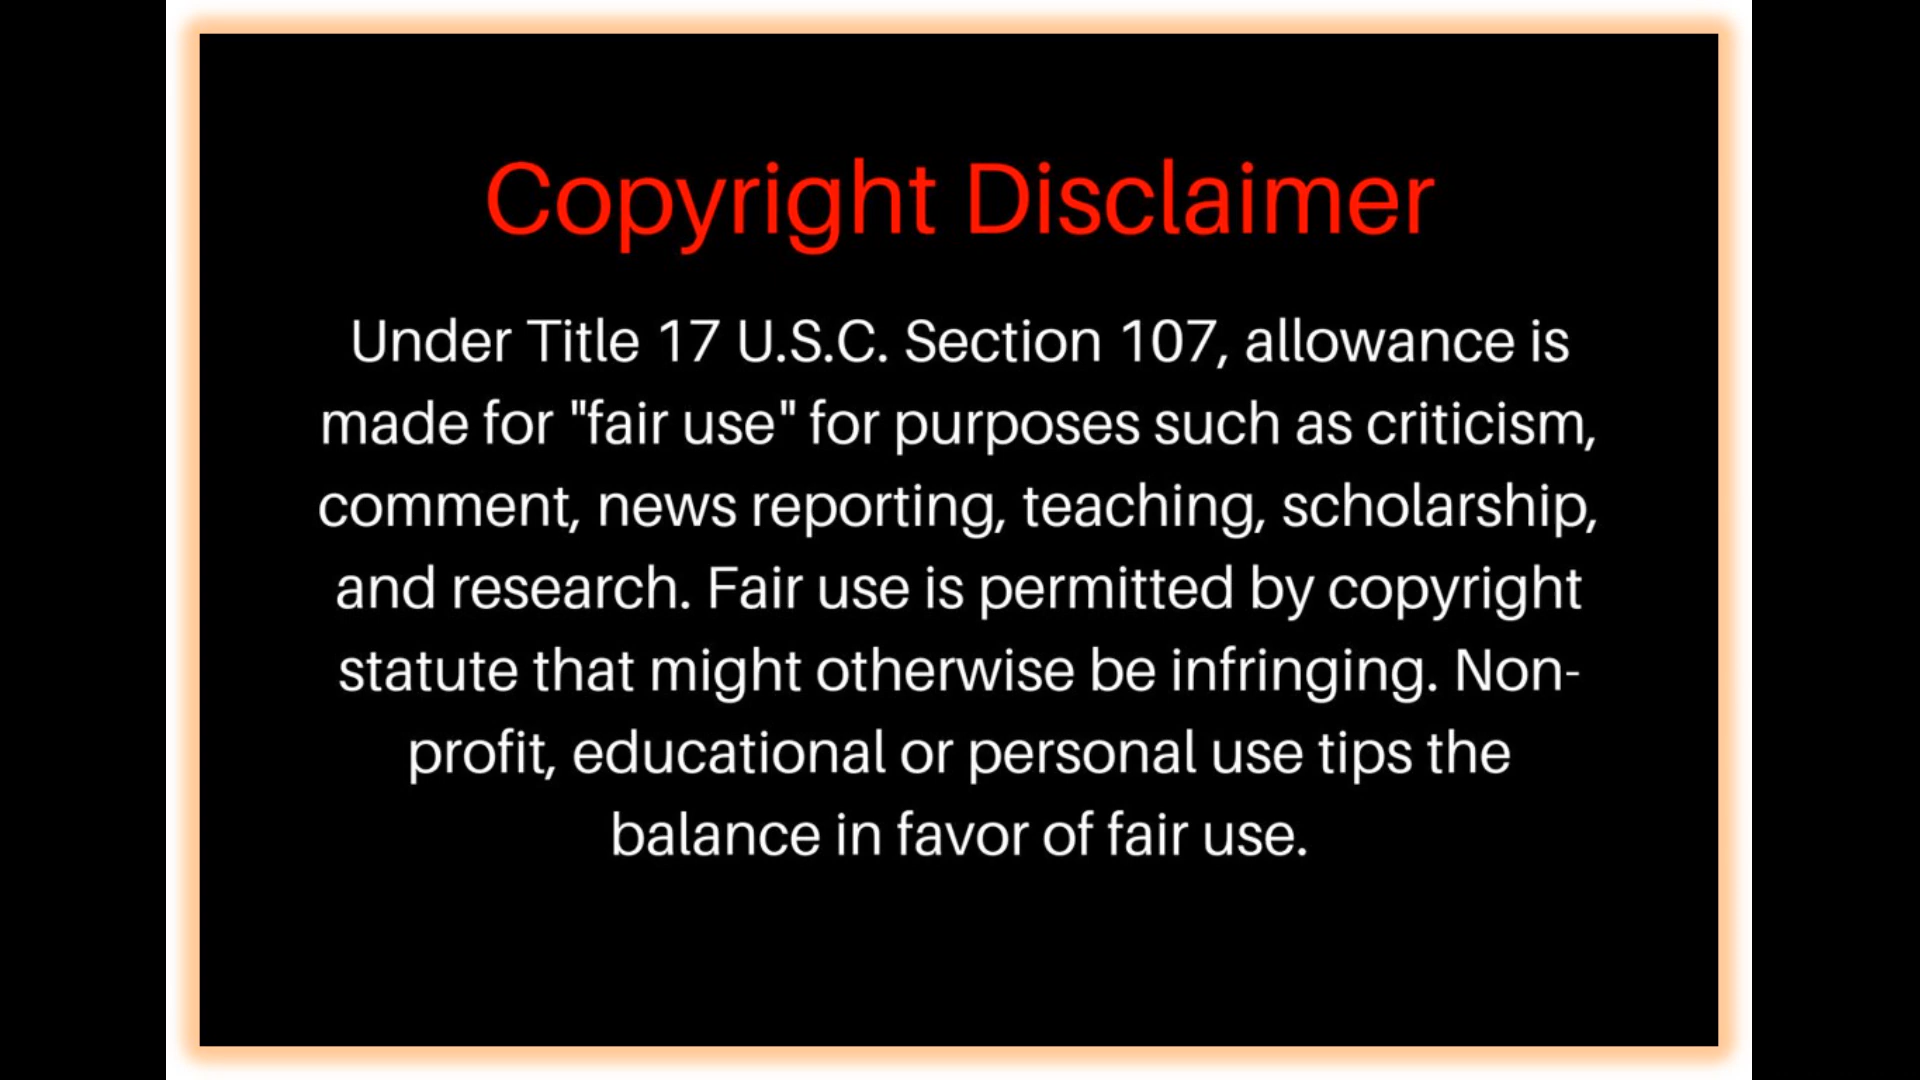 Copyright Disclaimer
Under Title 17 U.S.C. Section 107, allowance is
made for "fair use" for purposes such as criticism,
comment, news reporting, teaching, scholarship,
and research. Fair use is permitted by copyright
statute that might otherwise be infringing. Non-
profit, educational or personal use tips the
balance in favor of fair use.